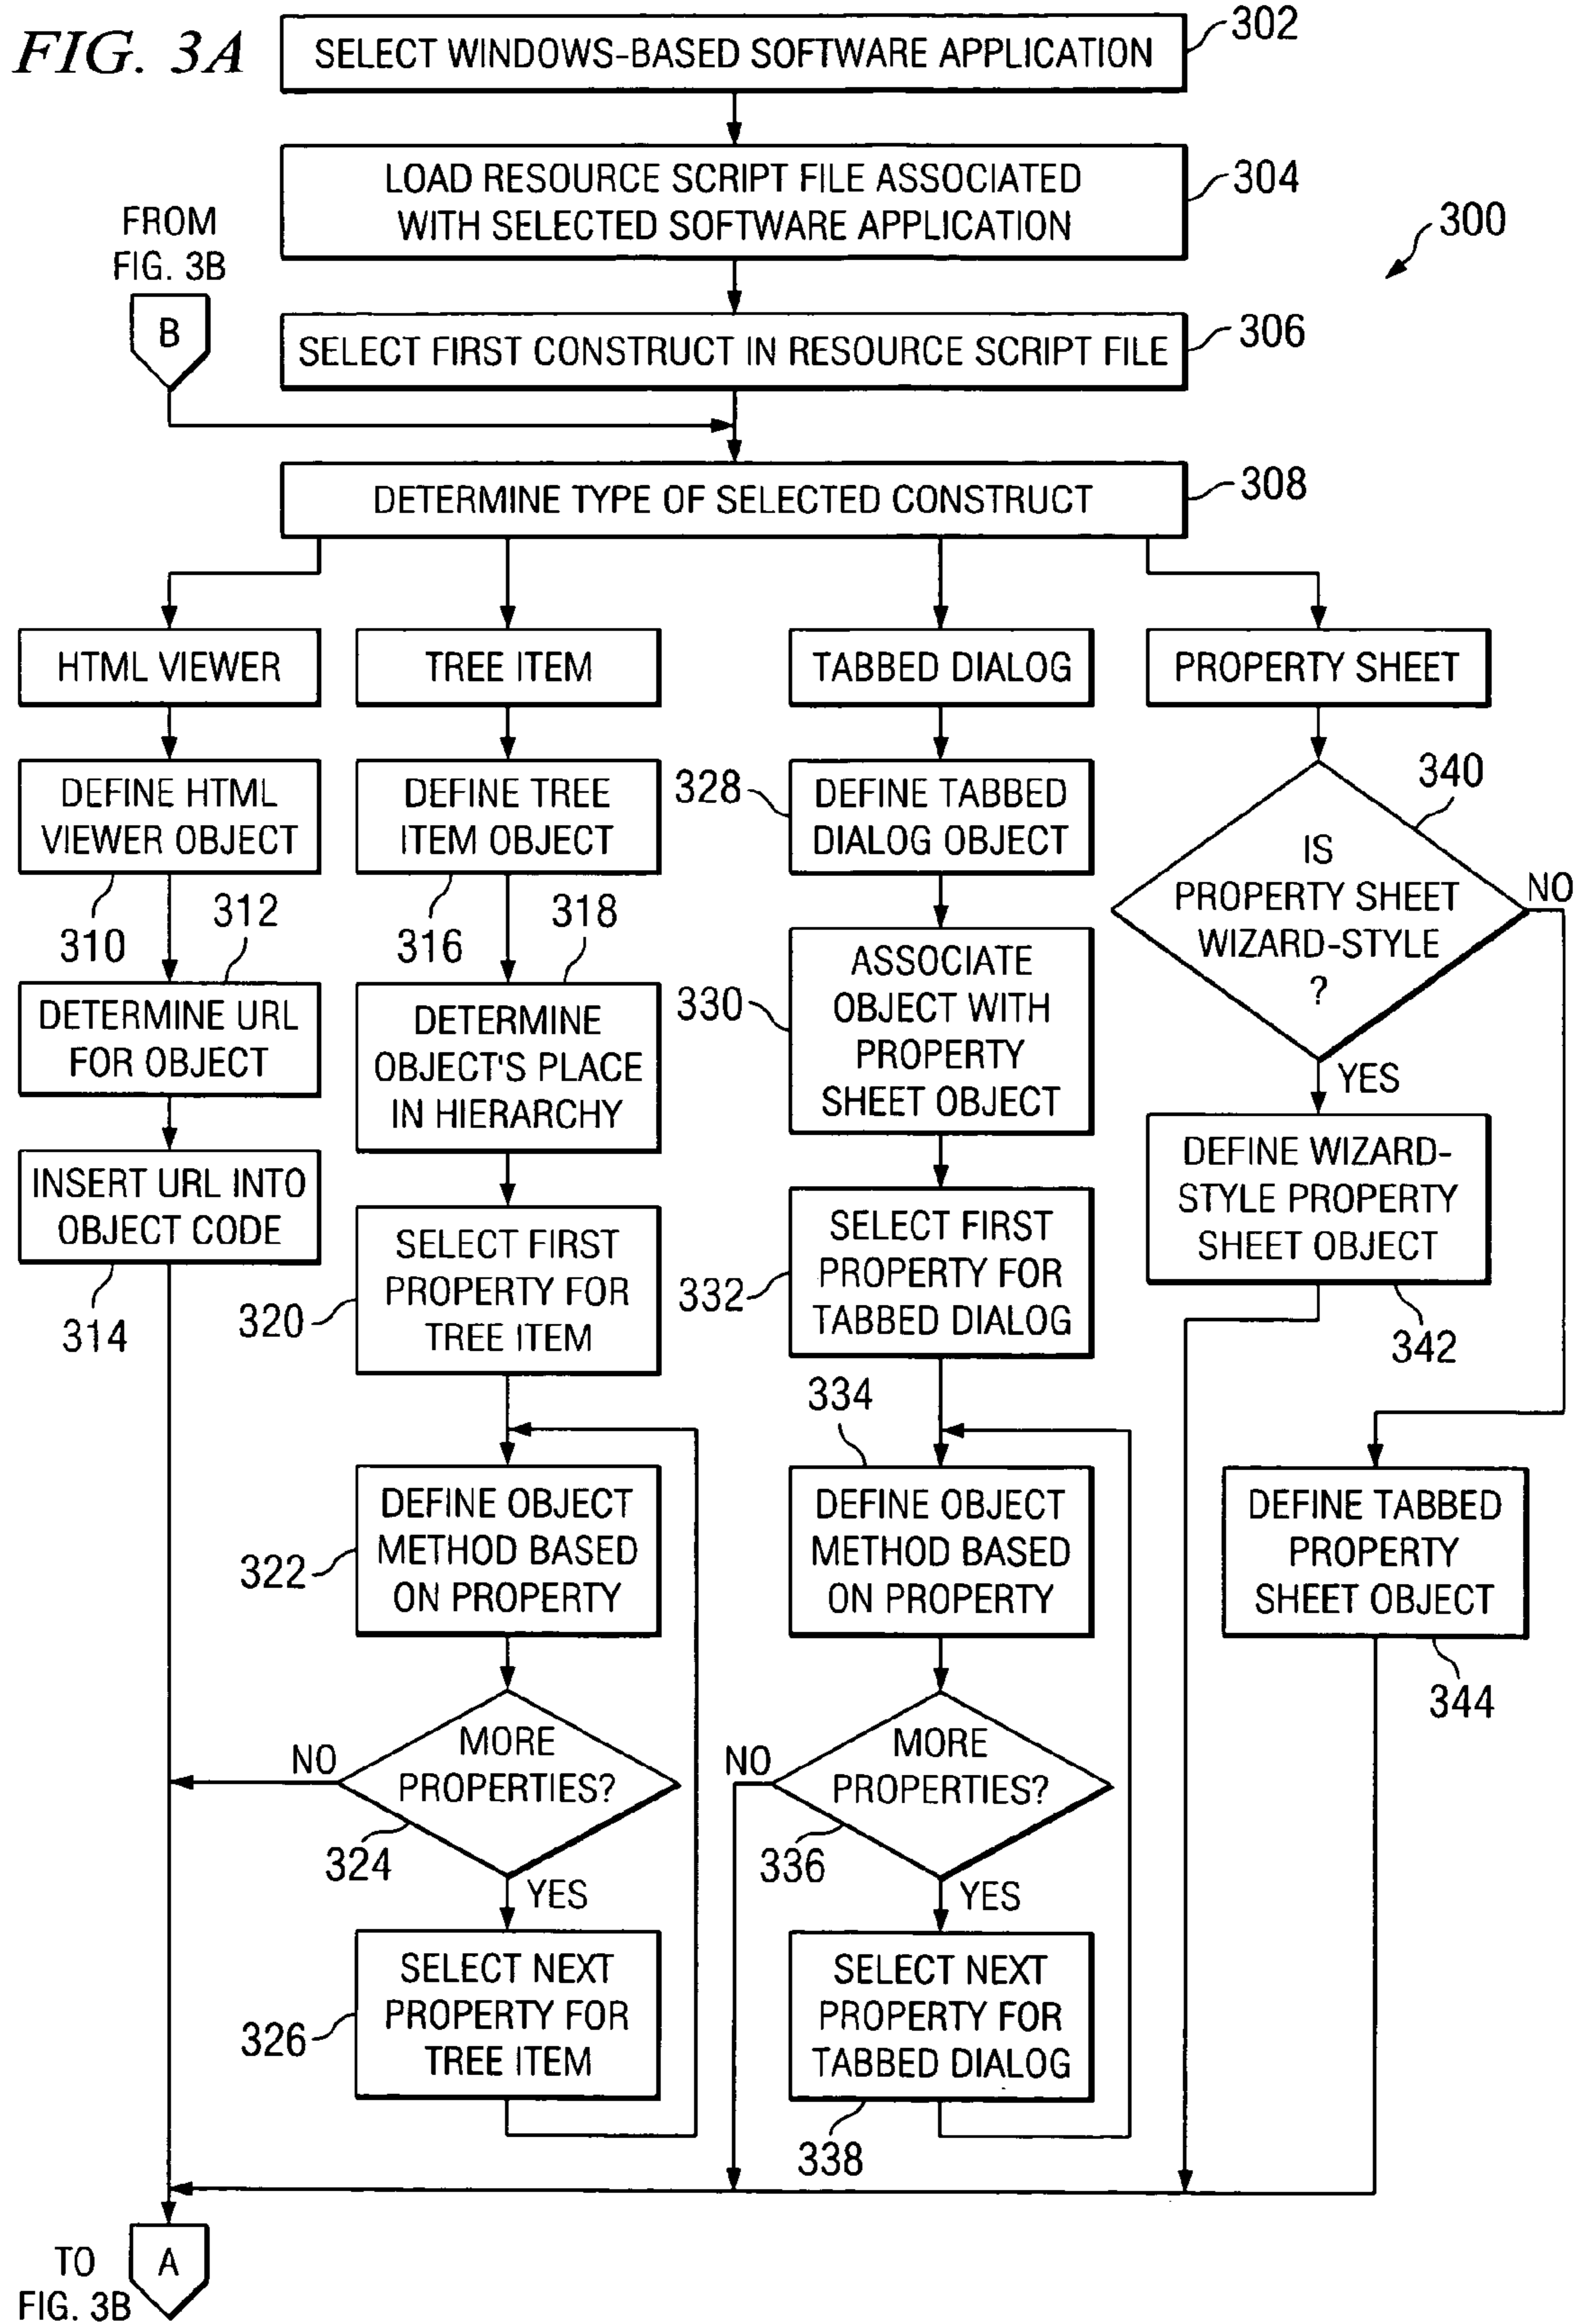 FIG. 3A
SELECT WINDOWS-BASED SOFTWARE APPLICATION
302
LOAD RESOURCE SCRIPT FILE ASSOCIATED
WITH SELECTED SOFTWARE APPLICATION
304
FROM
FIG. 3B
B
300
SELECT FIRST CONSTRUCT IN RESOURCE SCRIPT FILE
306
DETERMINE TYPE OF SELECTED CONSTRUCT
308
HTML VIEWER
DEFINE HTML
VIEWER OBJECT
310
312
DETERMINE URL
FOR OBJECT
INSERT URL INTO
OBJECT CODE
314
TREE ITEM
DEFINE TREE
ITEM OBJECT
316
318
DETERMINE
OBJECT'S PLACE
IN HIERARCHY
SELECT FIRST
PROPERTY FOR
TREE ITEM
320
DEFINE OBJECT
METHOD BASED
ON PROPERTY
322
MORE
PROPERTIES?
NO
324
YES
SELECT NEXT
PROPERTY FOR
TREE ITEM
326
TABBED DIALOG
328
DEFINE TABBED
DIALOG OBJECT
330
ASSOCIATE
OBJECT WITH
PROPERTY
SHEET OBJECT
SELECT FIRST
PROPERTY FOR
TABBED DIALOG
332
334
DEFINE OBJECT
METHOD BASED
ON PROPERTY
MORE
PROPERTIES?
NO
336
YES
SELECT NEXT
PROPERTY FOR
TABBED DIALOG
338
PROPERTY SHEET
340
IS
PROPERTY SHEET
WIZARD-STYLE
?
NO
YES
DEFINE WIZARD-
STYLE PROPERTY
SHEET OBJECT
342
DEFINE TABBED
PROPERTY
SHEET OBJECT
344
A
TO
FIG. 3B